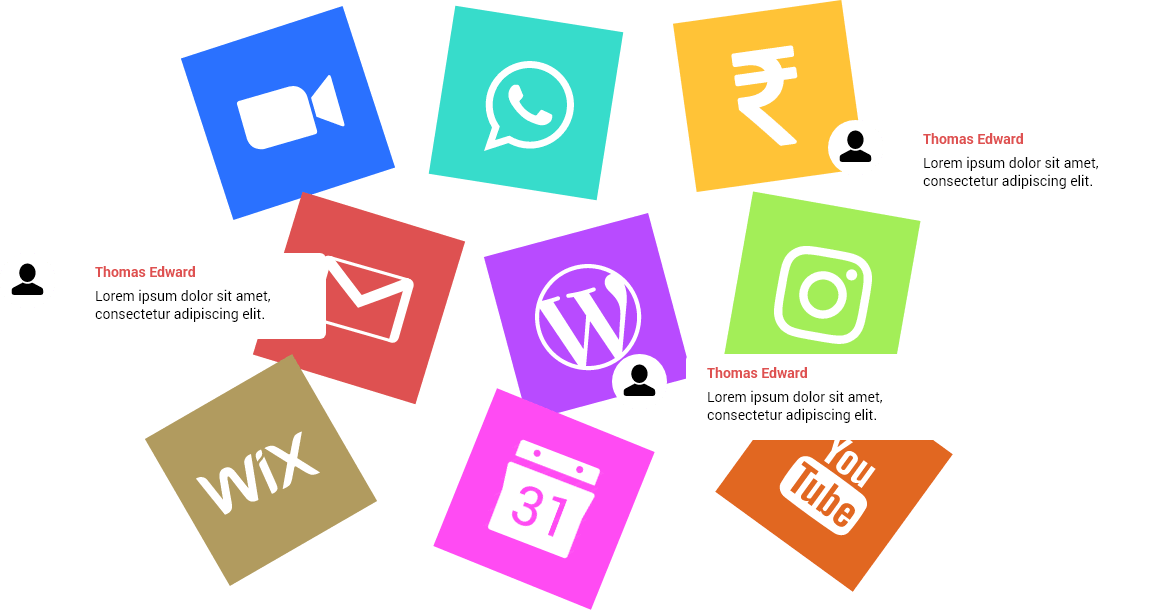 ₹
Thomas Edward
Lorem ipsum dolor sit amet,
consectetur adipiscing elit.
Thomas Edward
Lorem ipsum dolor sit amet,
consectetur adipiscing elit.
W
Thomas Edward
Lorem ipsum dolor sit amet,
consectetur adipiscing elit.
WiX
31
You
Tube